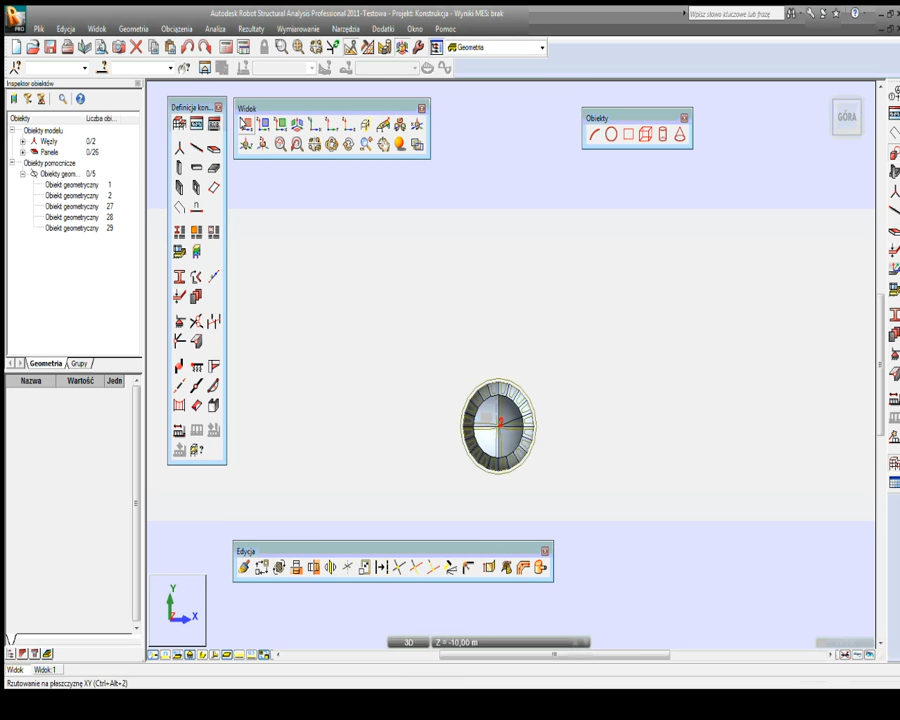 Autodesk Robot Structural Analysis Professional 2011-Testowa - Projekt: Konstrukcja - Wyniki MES: brak
Wpisz słowo kluczowe lub frazę
PRO
Plik Edycja Widok Geometria Obciążenia Analiza Rezultaty Wymiarowanie Narzędzia Dodatki Okno Pomoc
Geometria
Inspektor obiektów
Obiekty Liczba obi...
Obiekty modelu
Węzły 0/2
Panele 0/26
Obiekty pomocnicze
Obiekty geom... 0/5
Obiekt geometryczny 1
Obiekt geometryczny 2
Obiekt geometryczny 27
Obiekt geometryczny 28
Obiekt geometryczny 29
Geometria Grupy
Nazwa Wartość Jedn
Definicja kon...
Widok
Obiekty
GÓRA
Edycja
Y
X
Z
3D Z = -10,00 m
Widok Widok:1
Rzutowanie na płaszczyznę XY (Ctrl+Alt+2)